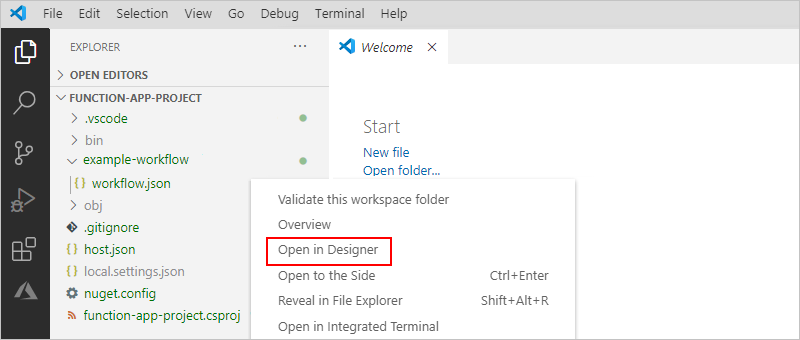 File Edit Selection View Go Debug Terminal Help
EXPLORER ···
Welcome ×
OPEN EDITORS
FUNCTION-APP-PROJECT
.vscode
bin
example-workflow
{ } workflow.json
obj
.gitignore
{ } host.json
{ } local.settings.json
nuget.config
function-app-project.csproj
Start
New file
Open folder...
Validate this workspace folder
Overview
Open in Designer
Open to the Side Ctrl+Enter
Reveal in File Explorer Shift+Alt+R
Open in Integrated Terminal